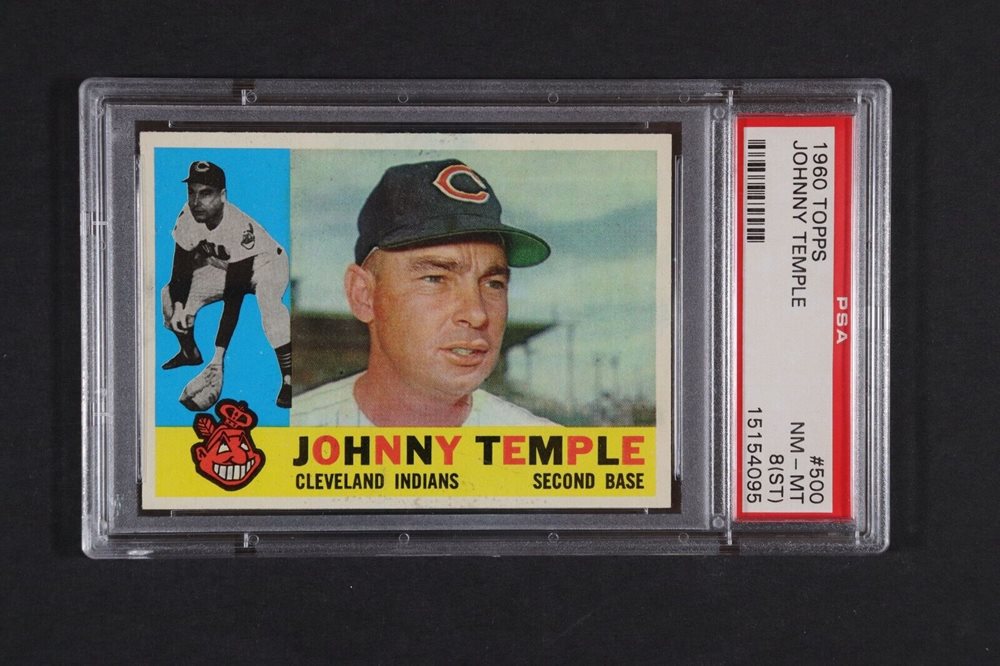 JOHNNY TEMPLE
CLEVELAND INDIANS
SECOND BASE
C
C
1960 TOPPS
JOHNNY TEMPLE
#500
NM - MT
8(ST)
15154095
PSA